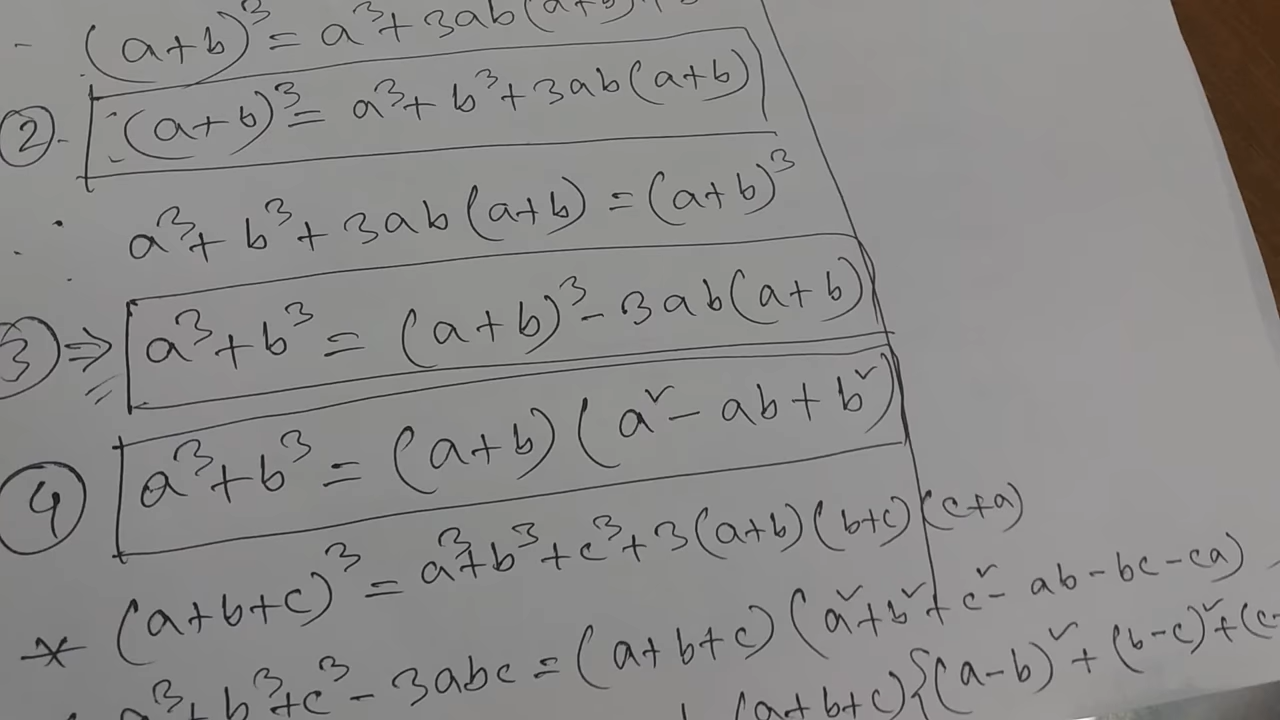 - (a+b)³ = a³+3ab(a+b)+
② - (a+b)³ = a³+b³+3ab(a+b)
a³+b³+3ab(a+b) = (a+b)³
③ ⇒ a³+b³ = (a+b)³-3ab(a+b)
④ a³+b³ = (a+b)(a²-ab+b²)
* (a+b+c)³ = a³+b³+c³+3(a+b)(b+c)(c+a)
a³+b³+c³-3abc = (a+b+c)(a²+b²+c²-ab-bc-ca)
(a+b+c){(a-b)²+(b-c)²+(c-